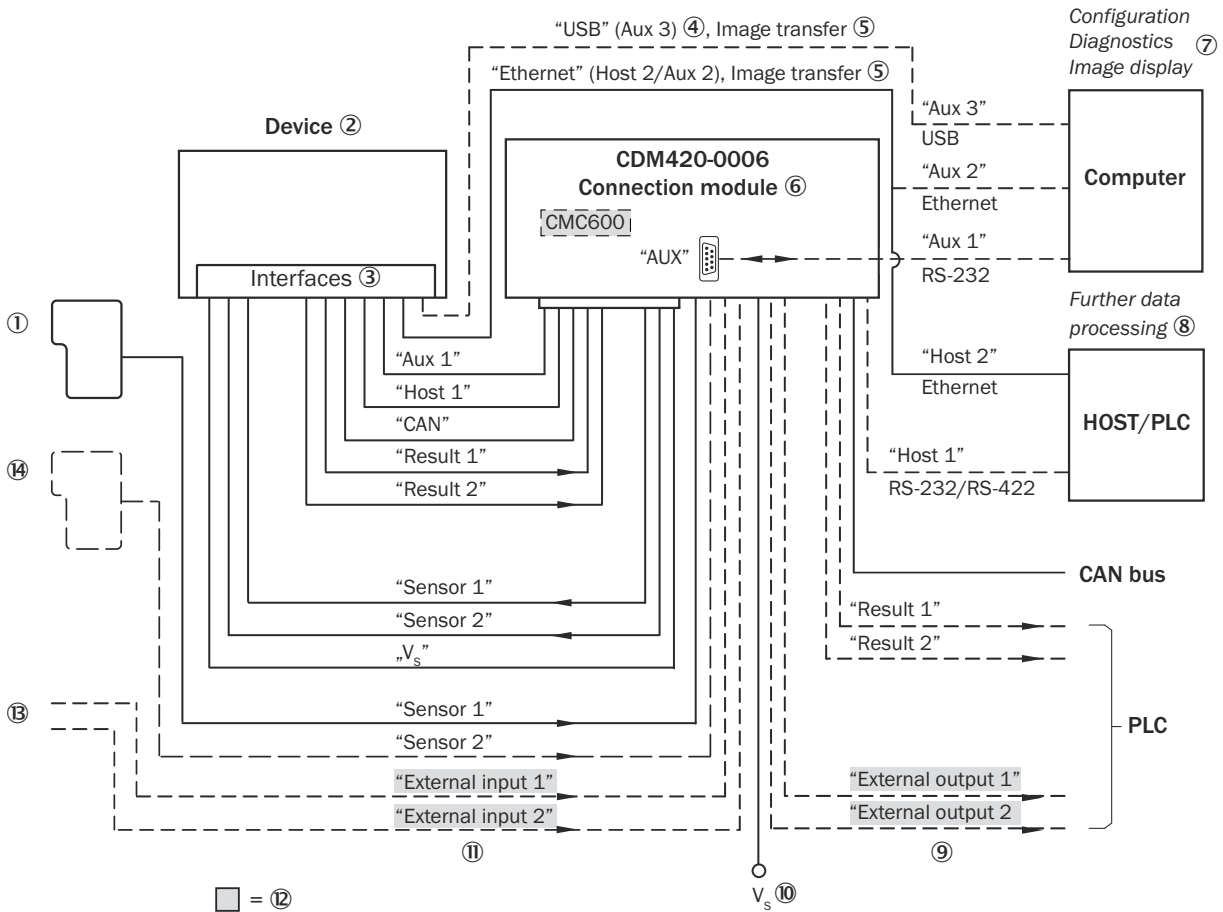 “USB” (Aux 3) ④, Image transfer ⑤
“Ethernet” (Host 2/Aux 2), Image transfer ⑤
Configuration
Diagnostics ⑦
Image display
Device ②
Interfaces ③
CDM420-0006
Connection module ⑥
CMC600
“AUX”
“Aux 3”
USB
“Aux 2”
Ethernet
“Aux 1”
RS-232
Computer
Further data
processing ⑧
“Host 2”
Ethernet
HOST/PLC
“Host 1”
RS-232/RS-422
①
“Aux 1”
“Host 1”
“CAN”
“Result 1”
“Result 2”
⑭
CAN bus
“Sensor 1”
“Sensor 2”
„Vs”
“Result 1”
“Result 2”
⑬
“Sensor 1”
“Sensor 2”
“External input 1”
“External input 2”
⑪
PLC
“External output 1”
“External output 2
⑨
= ⑫
Vs ⑩